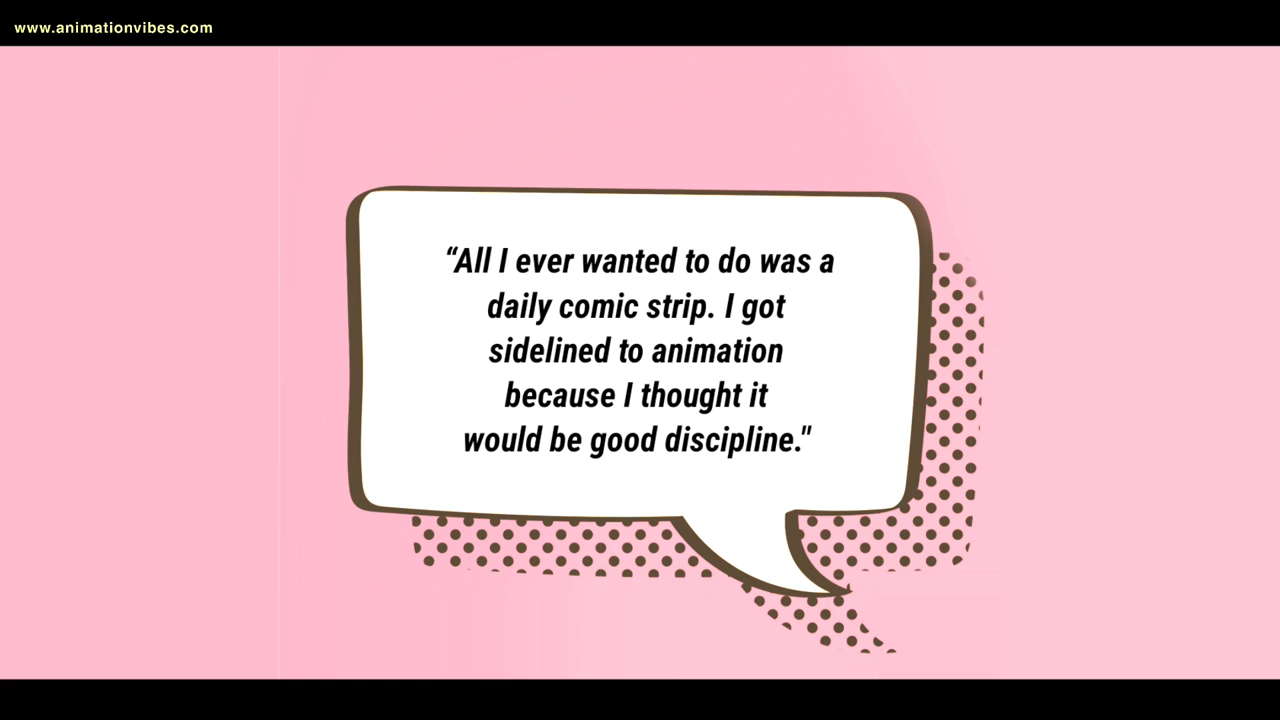 www.animationvibes.com
“All I ever wanted to do was a
daily comic strip. I got
sidelined to animation
because I thought it
would be good discipline."